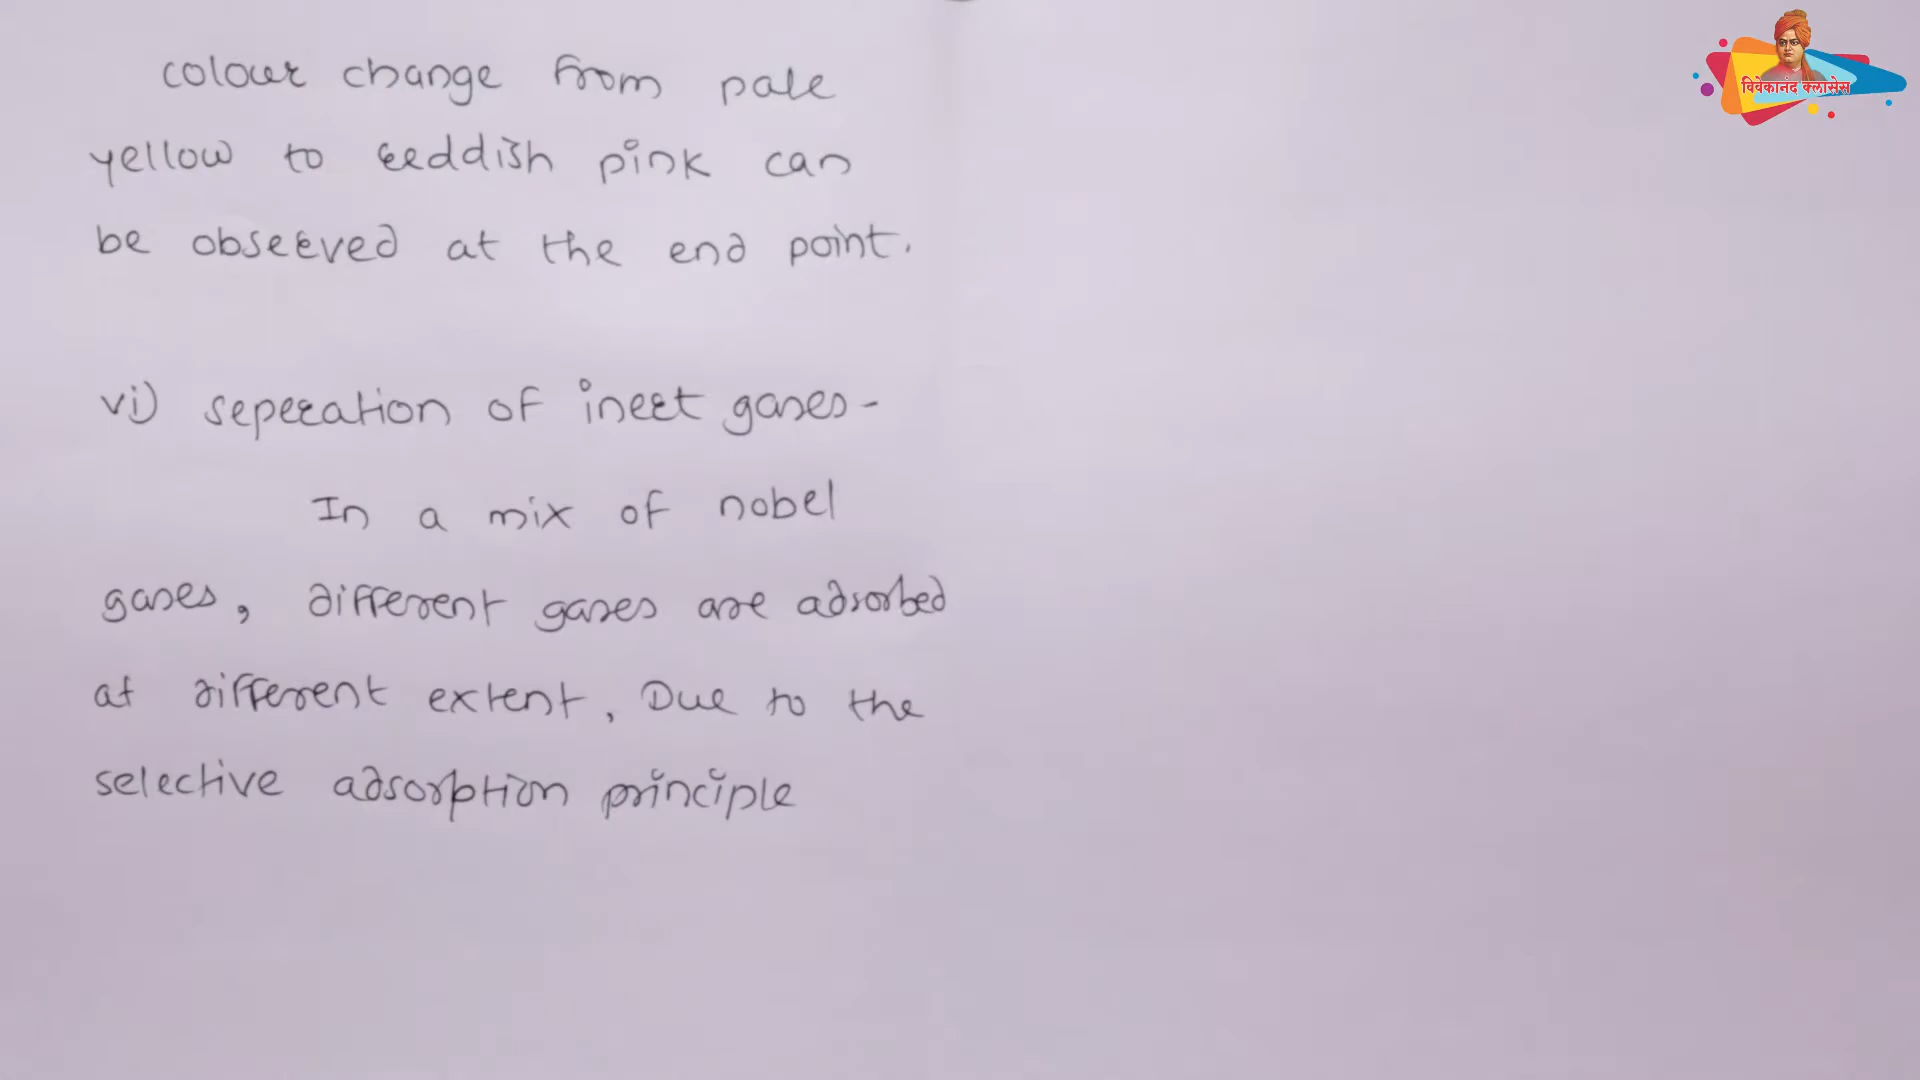 colour change from pale
yellow to reddish pink can
be observed at the end point.
vi) seperation of inert gases-
In a mix of nobel
gases, different gases are adsorbed
at different extent, Due to the
selective adsorption principle
विवेकानंद क्लासेस